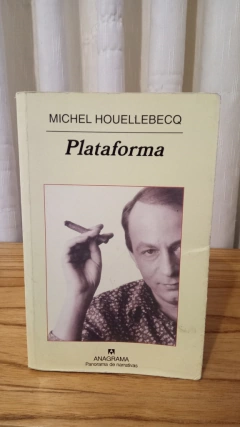 MICHEL HOUELLEBECQ
Plataforma
ANAGRAMA
Panorama de narrativas